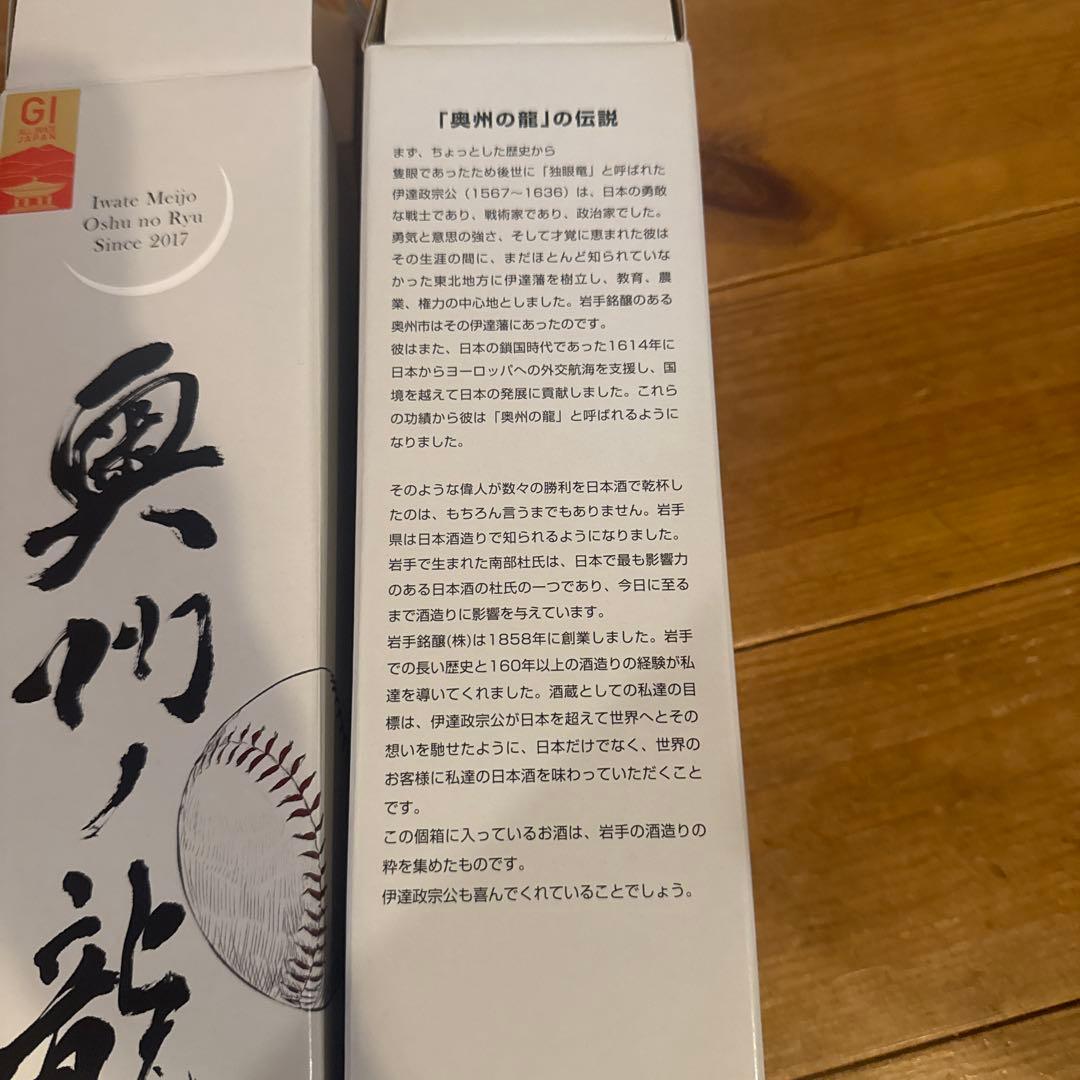 GI
ALL IWATE
JAPAN
Iwate Meijo
Oshu no Ryu
Since 2017
奥州ノ龍
「奥州の龍」の伝説
まず、ちょっとした歴史から
隻眼であったため後世に「独眼竜」と呼ばれた
伊達政宗公（1567～1636）は、日本の勇敢
な戦士であり、戦術家であり、政治家でした。
勇気と意思の強さ、そして才覚に恵まれた彼は
その生涯の間に、まだほとんど知られていな
かった東北地方に伊達藩を樹立し、教育、農
業、権力の中心地としました。岩手銘醸のある
奥州市はその伊達藩にあったのです。
彼はまた、日本の鎖国時代であった1614年に
日本からヨーロッパへの外交航海を支援し、国
境を越えて日本の発展に貢献しました。これら
の功績から彼は「奥州の龍」と呼ばれるように
なりました。
そのような偉人が数々の勝利を日本酒で乾杯し
たのは、もちろん言うまでもありません。岩手
県は日本酒造りで知られるようになりました。
岩手で生まれた南部杜氏は、日本で最も影響力
のある日本酒の杜氏の一つであり、今日に至る
まで酒造りに影響を与えています。
岩手銘醸(株)は1858年に創業しました。岩手
での長い歴史と160年以上の酒造りの経験が私
達を導いてくれました。酒蔵としての私達の目
標は、伊達政宗公が日本を超えて世界へとその
想いを馳せたように、日本だけでなく、世界の
お客様に私達の日本酒を味わっていただくこと
です。
この個箱に入っているお酒は、岩手の酒造りの
粋を集めたものです。
伊達政宗公も喜んでくれていることでしょう。